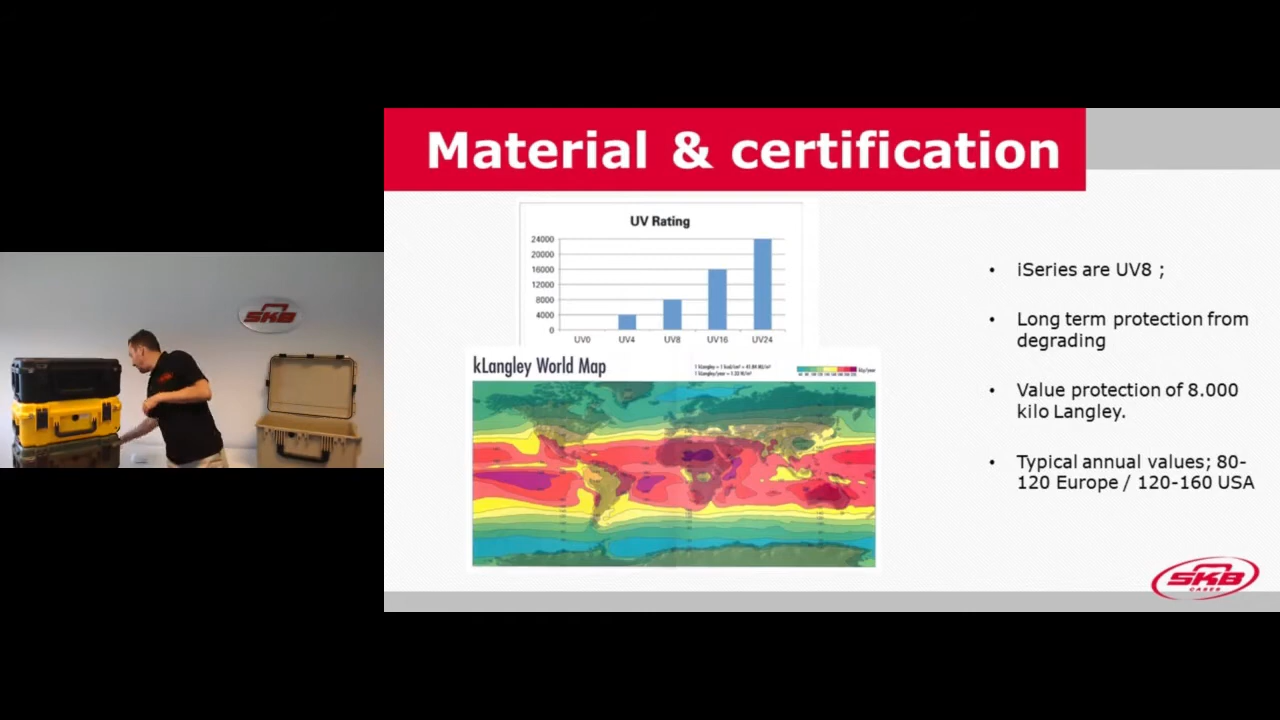 Material & certification
UV Rating
24000
20000
16000
12000
8000
4000
0
UV0 UV4 UV8 UV16 UV24
kLangley World Map
• iSeries are UV8 ;
• Long term protection from
degrading
• Value protection of 8.000
kilo Langley.
• Typical annual values; 80-
120 Europe / 120-160 USA
SKB
CASES
SKB